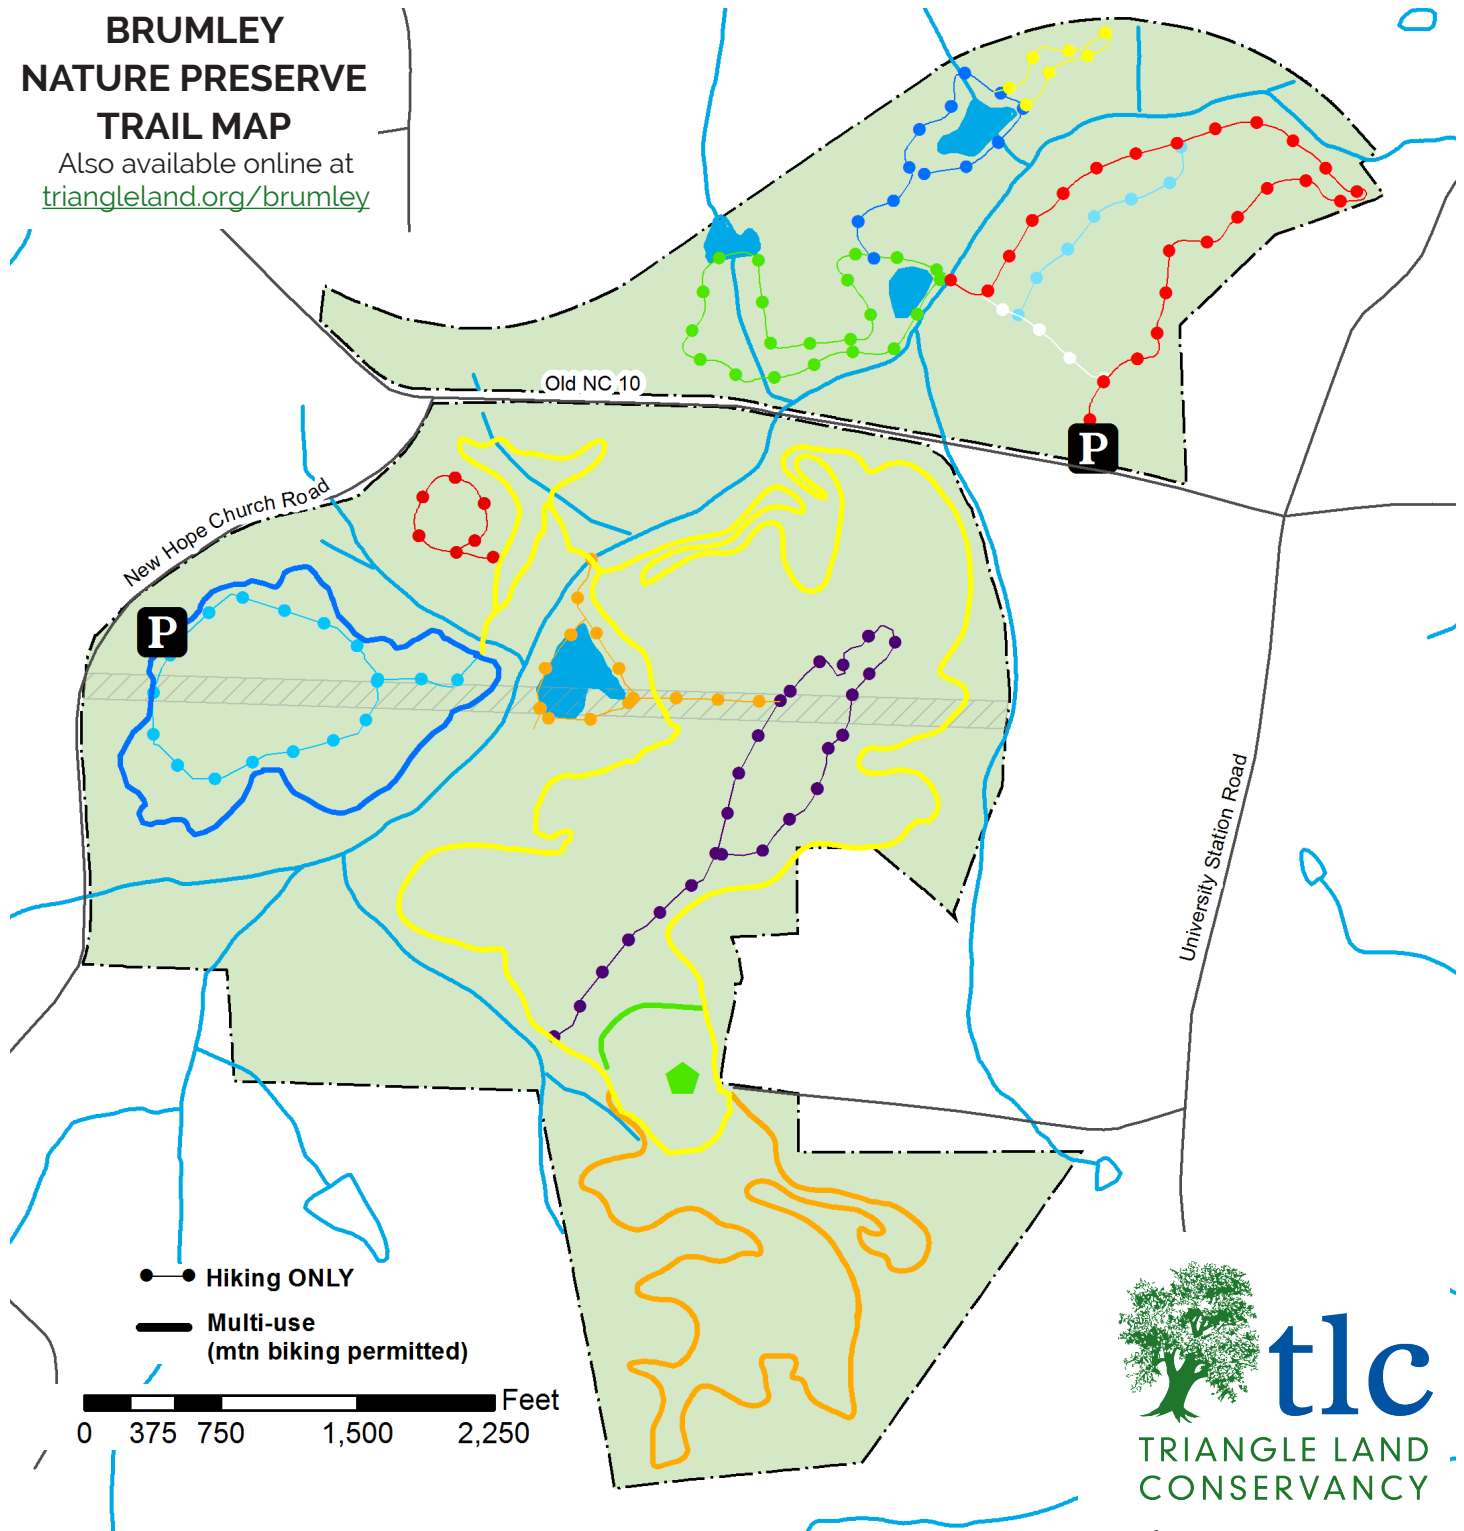 BRUMLEY
NATURE PRESERVE
TRAIL MAP
Also available online at
triangleland.org/brumley
Old NC 10
P
New Hope Church Road
P
University Station Road
Hiking ONLY
Multi-use
(mtn biking permitted)
Feet
0 375 750 1,500 2,250
tlc
TRIANGLE LAND
CONSERVANCY